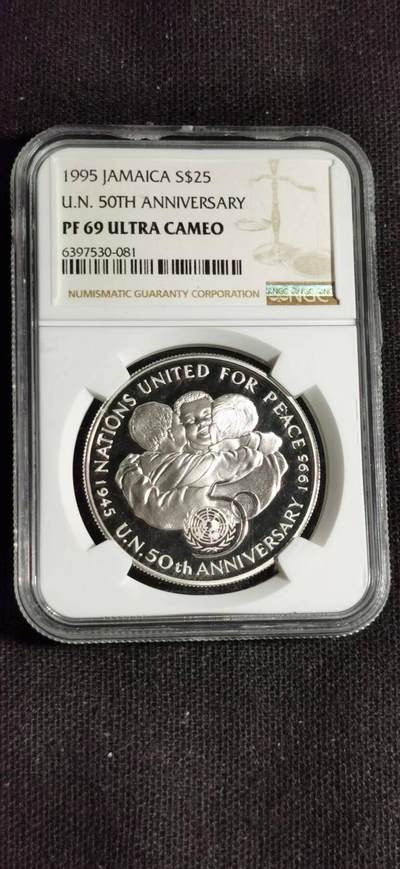 1995 JAMAICA S$25
U.N. 50TH ANNIVERSARY
PF 69 ULTRA CAMEO
6397530-081
NUMISMATIC GUARANTY CORPORATION
NGC
NATIONS UNITED FOR PEACE
1945 U.N. 50th ANNIVERSARY 1995